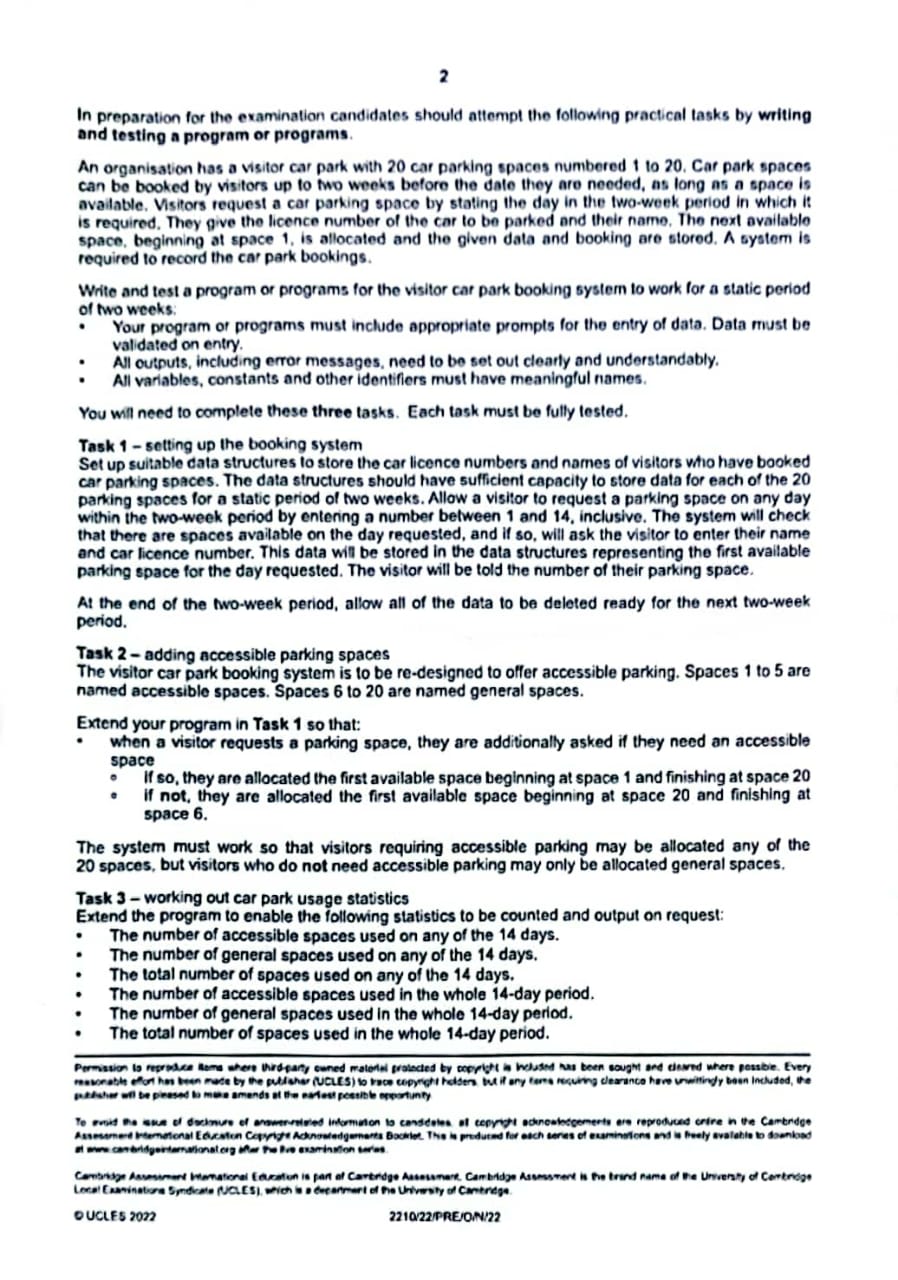 2
In preparation for the examination candidates should attempt the following practical tasks by writing
and testing a program or programs.
An organisation has a visitor car park with 20 car parking spaces numbered 1 to 20. Car park spaces
can be booked by visitors up to two weeks before the date they are needed, as long as a space is
available. Visitors request a car parking space by stating the day in the two-week period in which it
is required. They give the licence number of the car to be parked and their name. The next available
space, beginning at space 1, is allocated and the given data and booking are stored. A system is
required to record the car park bookings.
Write and test a program or programs for the visitor car park booking system to work for a static period
of two weeks:
• Your program or programs must include appropriate prompts for the entry of data. Data must be
validated on entry.
• All outputs, including error messages, need to be set out clearly and understandably.
• All variables, constants and other identifiers must have meaningful names.
You will need to complete these three tasks. Each task must be fully tested.
Task 1 – setting up the booking system
Set up suitable data structures to store the car licence numbers and names of visitors who have booked
car parking spaces. The data structures should have sufficient capacity to store data for each of the 20
parking spaces for a static period of two weeks. Allow a visitor to request a parking space on any day
within the two-week period by entering a number between 1 and 14, inclusive. The system will check
that there are spaces available on the day requested, and if so, will ask the visitor to enter their name
and car licence number. This data will be stored in the data structures representing the first available
parking space for the day requested. The visitor will be told the number of their parking space.
At the end of the two-week period, allow all of the data to be deleted ready for the next two-week
period.
Task 2 – adding accessible parking spaces
The visitor car park booking system is to be re-designed to offer accessible parking. Spaces 1 to 5 are
named accessible spaces. Spaces 6 to 20 are named general spaces.
Extend your program in Task 1 so that:
• when a visitor requests a parking space, they are additionally asked if they need an accessible
space
∘ If so, they are allocated the first available space beginning at space 1 and finishing at space 20
∘ if not, they are allocated the first available space beginning at space 20 and finishing at
space 6.
The system must work so that visitors requiring accessible parking may be allocated any of the
20 spaces, but visitors who do not need accessible parking may only be allocated general spaces.
Task 3 – working out car park usage statistics
Extend the program to enable the following statistics to be counted and output on request:
• The number of accessible spaces used on any of the 14 days.
• The number of general spaces used on any of the 14 days.
• The total number of spaces used on any of the 14 days.
• The number of accessible spaces used in the whole 14-day period.
• The number of general spaces used in the whole 14-day period.
• The total number of spaces used in the whole 14-day period.
Permission to reproduce items where third-party owned material protected by copyright is included has been sought and cleared where possible. Every
reasonable effort has been made by the publisher (UCLES) to trace copyright holders, but if any items requiring clearance have unwittingly been included, the
publisher will be pleased to make amends at the earliest possible opportunity.
To avoid the issue of disclosure of answer-related information to candidates, all copyright acknowledgements are reproduced online in the Cambridge
Assessment International Education Copyright Acknowledgements Booklet. This is produced for each series of examinations and is freely available to download
at www.cambridgeinternational.org after the live examination series.
Cambridge Assessment International Education is part of Cambridge Assessment. Cambridge Assessment is the brand name of the University of Cambridge
Local Examinations Syndicate (UCLES), which is a department of the University of Cambridge.
© UCLES 2022 2210/22/PRE/O/N/22